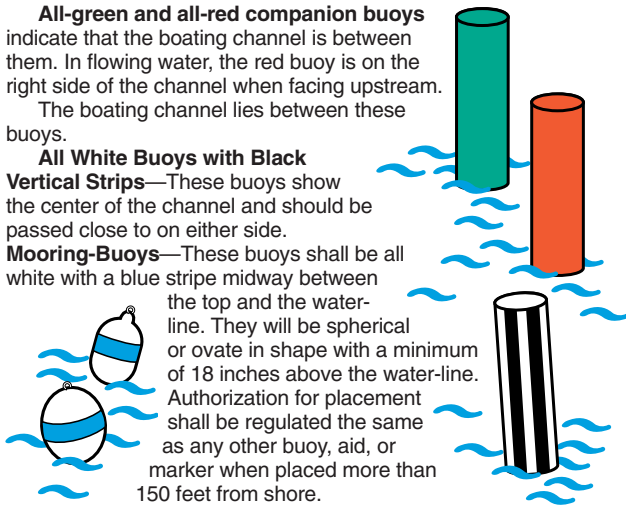 All-green and all-red companion buoys
indicate that the boating channel is between
them. In flowing water, the red buoy is on the
right side of the channel when facing upstream.
The boating channel lies between these
buoys.
All White Buoys with Black
Vertical Strips—These buoys show
the center of the channel and should be
passed close to on either side.
Mooring-Buoys—These buoys shall be all
white with a blue stripe midway between
the top and the water-
line. They will be spherical
or ovate in shape with a minimum
of 18 inches above the water-line.
Authorization for placement
shall be regulated the same
as any other buoy, aid, or
marker when placed more than
150 feet from shore.